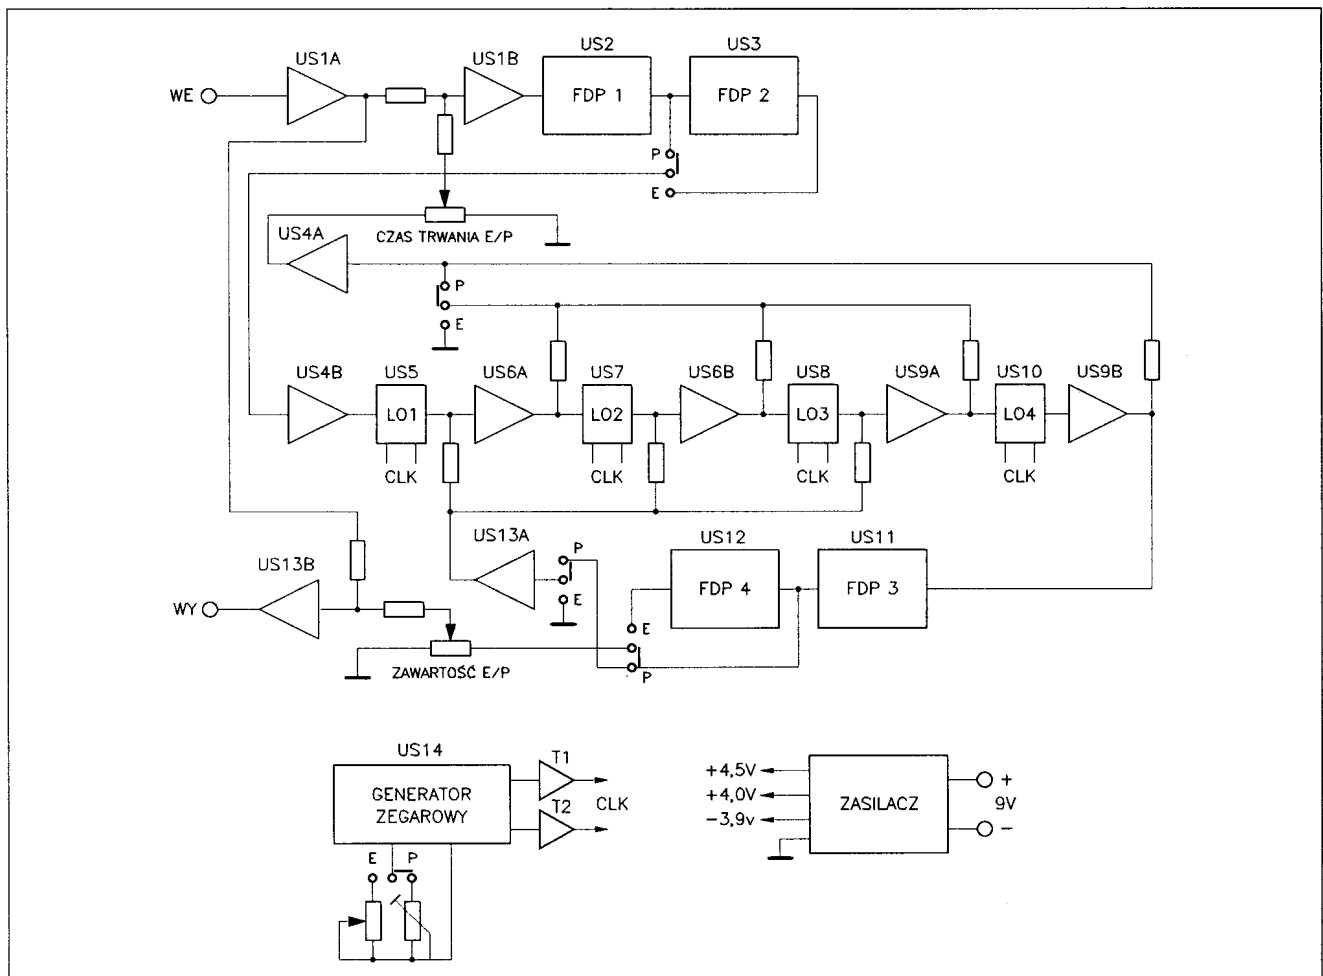 US2
US3
US1A
US1B
WE
FDP 1
FDP 2
P
E
US4A
CZAS TRWANIA E/P
P
E
US4B
US5
US6A
US7
US6B
US8
US9A
US10
US9B
LO1
LO2
LO3
LO4
CLK
CLK
CLK
CLK
US13A
US12
US11
US13B
P
FDP 4
FDP 3
WY
E
E
P
ZAWARTOŚĆ E/P
US14
T1
GENERATOR
ZEGAROWY
T2
CLK
E
P
+4,5V
+4,0V
-3,9v
ZASILACZ
+
9V
-